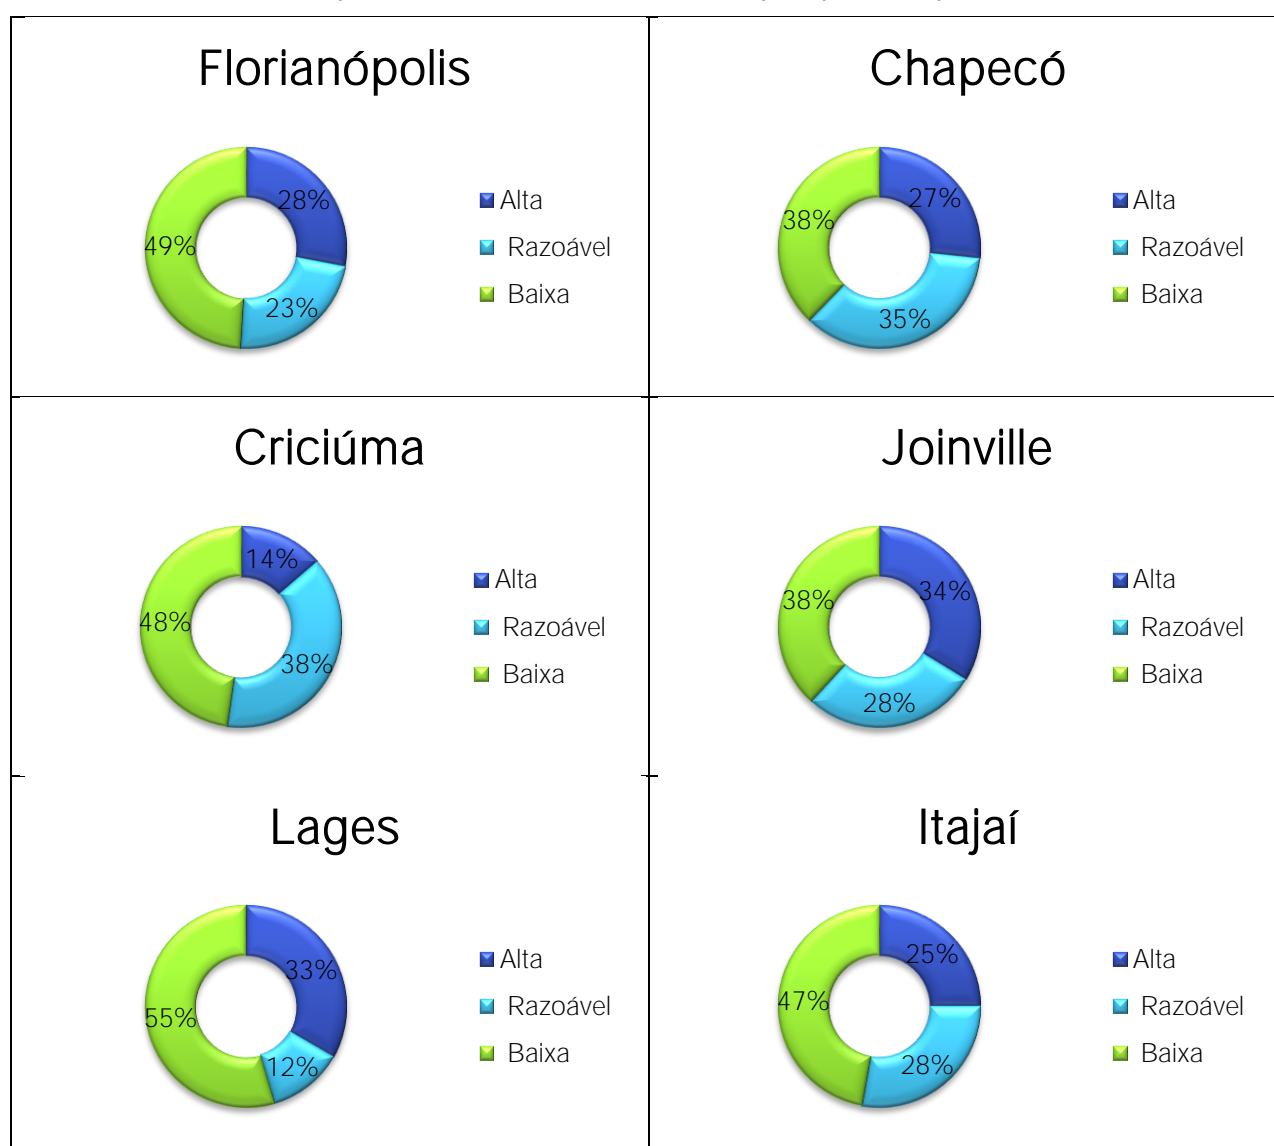 Florianópolis
28%
23%
49%
Alta
Razoável
Baixa
Chapecó
27%
35%
38%
Alta
Razoável
Baixa
Criciúma
14%
38%
48%
Alta
Razoável
Baixa
Joinville
34%
28%
38%
Alta
Razoável
Baixa
Lages
33%
12%
55%
Alta
Razoável
Baixa
Itajaí
25%
28%
47%
Alta
Razoável
Baixa